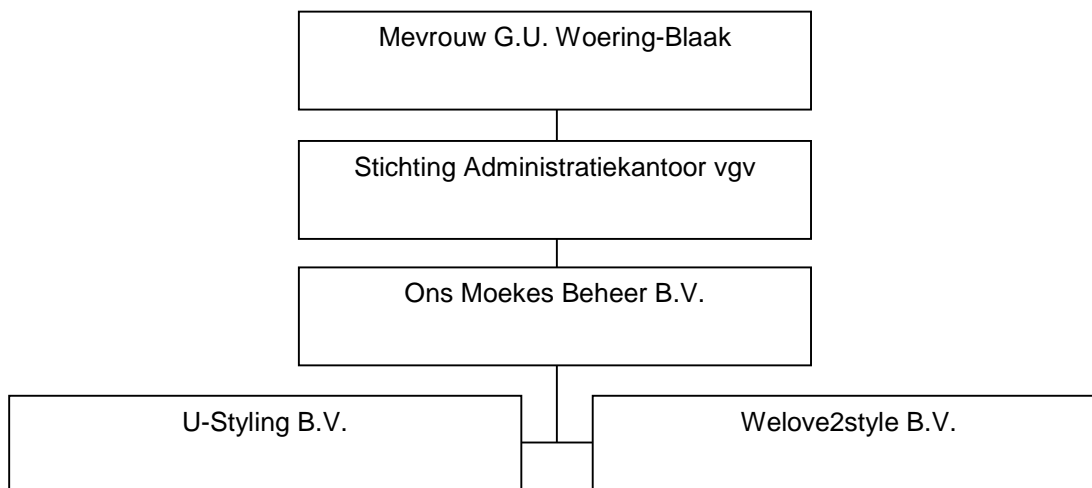 Mevrouw G.U. Woering-Blaak
Stichting Administratiekantoor vgv
Ons Moekes Beheer B.V.
U-Styling B.V.
Welove2style B.V.